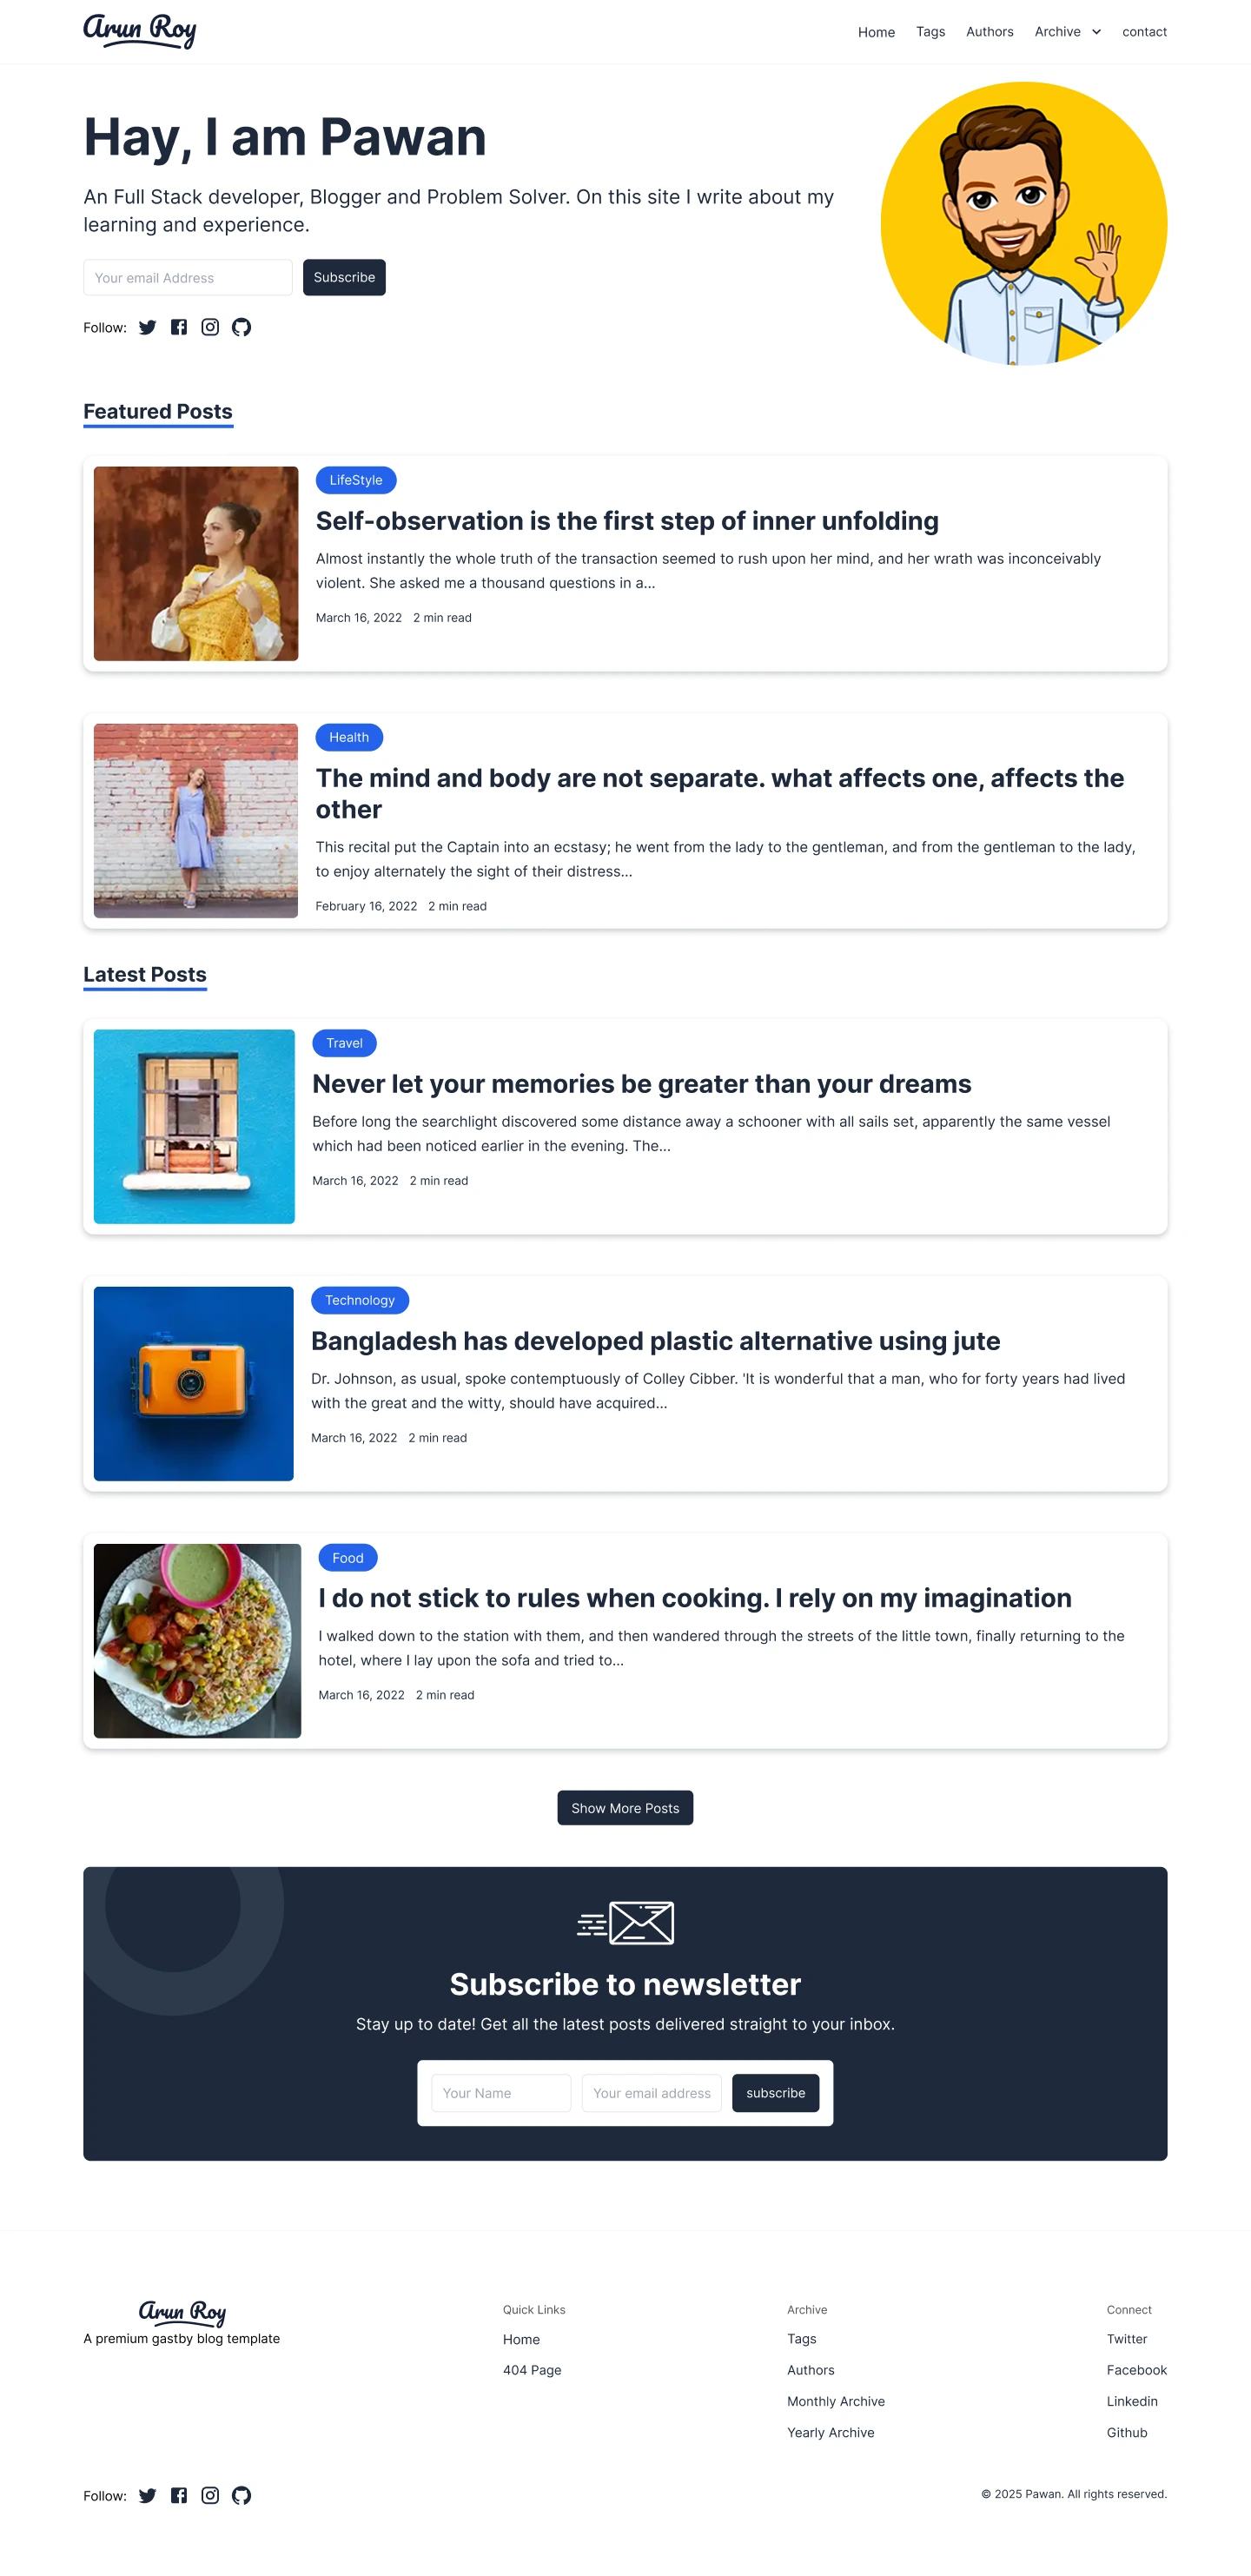 Arun Roy
Home Tags Authors Archive contact
Hay, I am Pawan
An Full Stack developer, Blogger and Problem Solver. On this site I write about my
learning and experience.
Your email Address Subscribe
Follow:
Featured Posts
LifeStyle
Self-observation is the first step of inner unfolding
Almost instantly the whole truth of the transaction seemed to rush upon her mind, and her wrath was inconceivably
violent. She asked me a thousand questions in a...
March 16, 2022 2 min read
Health
The mind and body are not separate. what affects one, affects the
other
This recital put the Captain into an ecstasy; he went from the lady to the gentleman, and from the gentleman to the lady,
to enjoy alternately the sight of their distress...
February 16, 2022 2 min read
Latest Posts
Travel
Never let your memories be greater than your dreams
Before long the searchlight discovered some distance away a schooner with all sails set, apparently the same vessel
which had been noticed earlier in the evening. The...
March 16, 2022 2 min read
Technology
Bangladesh has developed plastic alternative using jute
Dr. Johnson, as usual, spoke contemptuously of Colley Cibber. 'It is wonderful that a man, who for forty years had lived
with the great and the witty, should have acquired...
March 16, 2022 2 min read
Food
I do not stick to rules when cooking. I rely on my imagination
I walked down to the station with them, and then wandered through the streets of the little town, finally returning to the
hotel, where I lay upon the sofa and tried to...
March 16, 2022 2 min read
Show More Posts
Subscribe to newsletter
Stay up to date! Get all the latest posts delivered straight to your inbox.
Your Name Your email address subscribe
Arun Roy
A premium gastby blog template
Quick Links
Home
404 Page
Archive
Tags
Authors
Monthly Archive
Yearly Archive
Connect
Twitter
Facebook
Linkedin
Github
Follow:
© 2025 Pawan. All rights reserved.